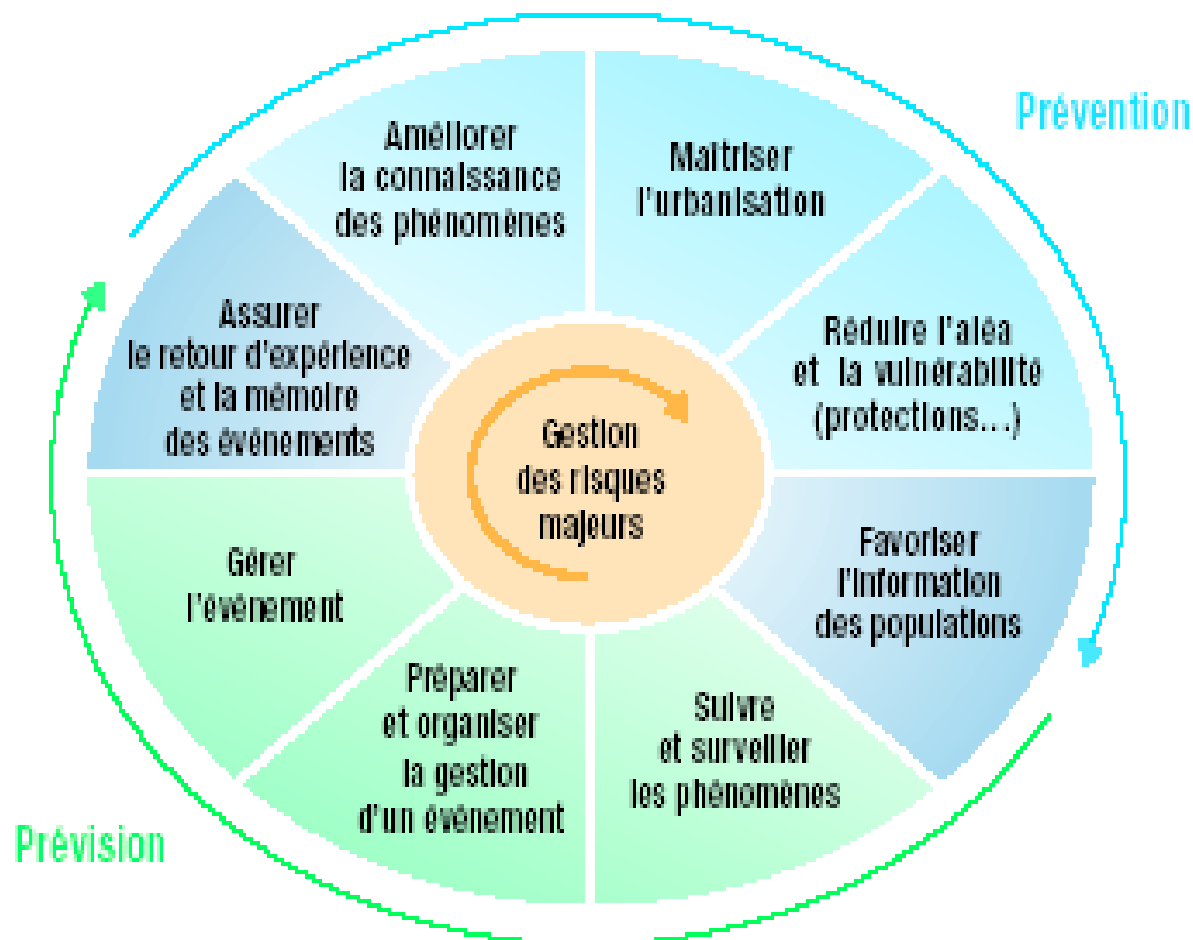 Prévention
Améliorer
la connaissance
des phénomènes
Maîtriser
l'urbanisation
Réduire l'aléa
et la vulnérabilité
(protections...)
Favoriser
l'information
des populations
Suivre
et surveiller
les phénomènes
Préparer
et organiser
la gestion
d'un événement
Gérer
l'événement
Assurer
le retour d'expérience
et la mémoire
des événements
Gestion
des risques
majeurs
Prévision